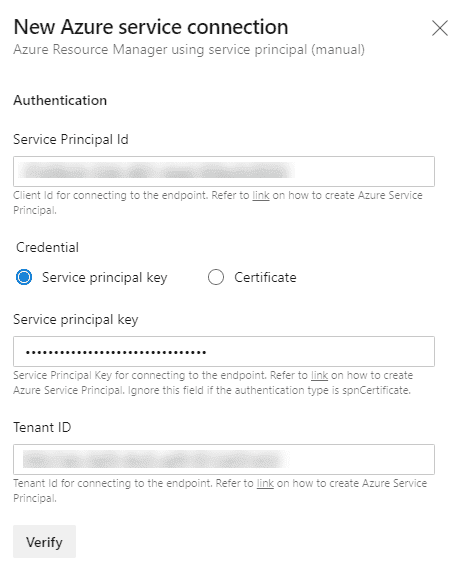 New Azure service connection
Azure Resource Manager using service principal (manual)
Authentication
Service Principal Id
Client Id for connecting to the endpoint. Refer to link on how to create Azure Service
Principal.
Credential
Service principal key
Certificate
Service principal key
••••••••••••••••••••••••••••••••
Service Principal Key for connecting to the endpoint. Refer to link on how to create
Azure Service Principal. Ignore this field if the authentication type is spnCertificate.
Tenant ID
Tenant Id for connecting to the endpoint. Refer to link on how to create Azure Service
Principal.
Verify